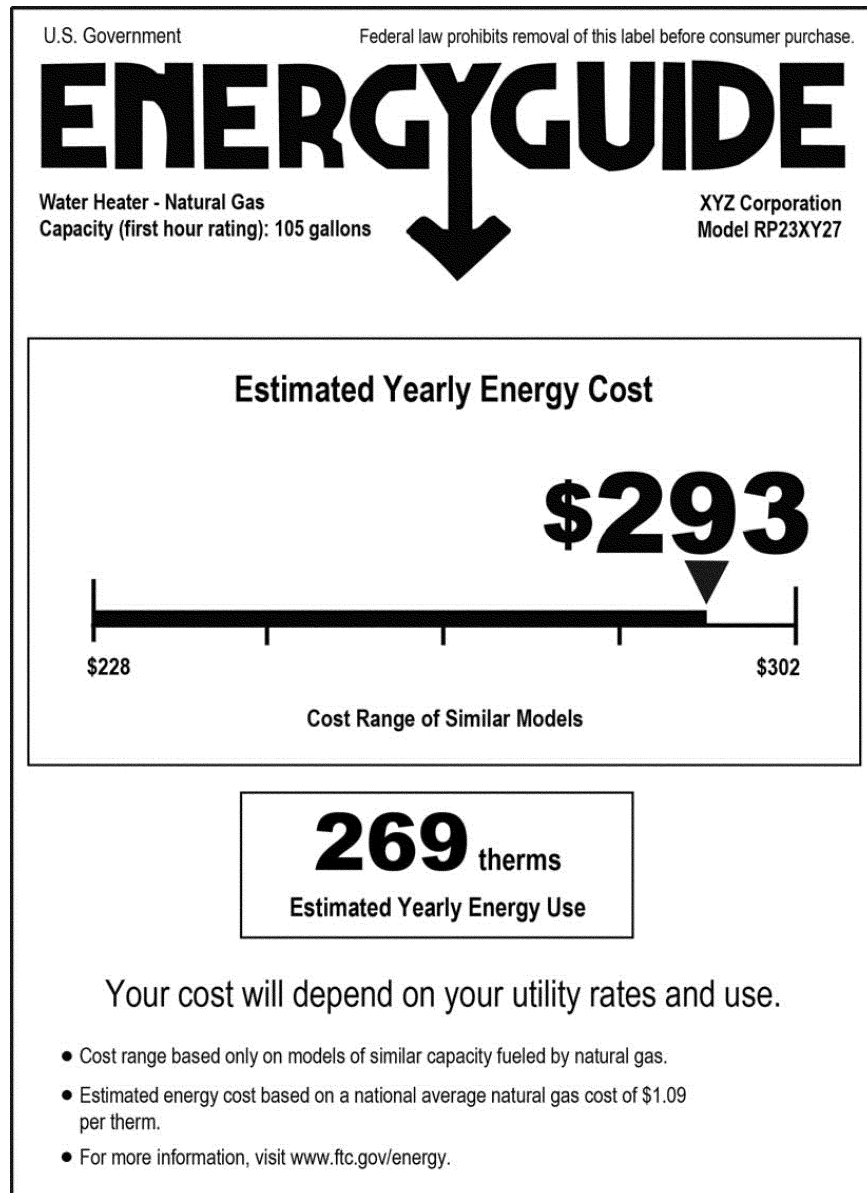 U.S. Government
Federal law prohibits removal of this label before consumer purchase.
ENERGYGUIDE
Water Heater - Natural Gas
Capacity (first hour rating): 105 gallons
XYZ Corporation
Model RP23XY27
Estimated Yearly Energy Cost
$293
$228
$302
Cost Range of Similar Models
269 therms
Estimated Yearly Energy Use
Your cost will depend on your utility rates and use.
● Cost range based only on models of similar capacity fueled by natural gas.
● Estimated energy cost based on a national average natural gas cost of $1.09
per therm.
● For more information, visit www.ftc.gov/energy.